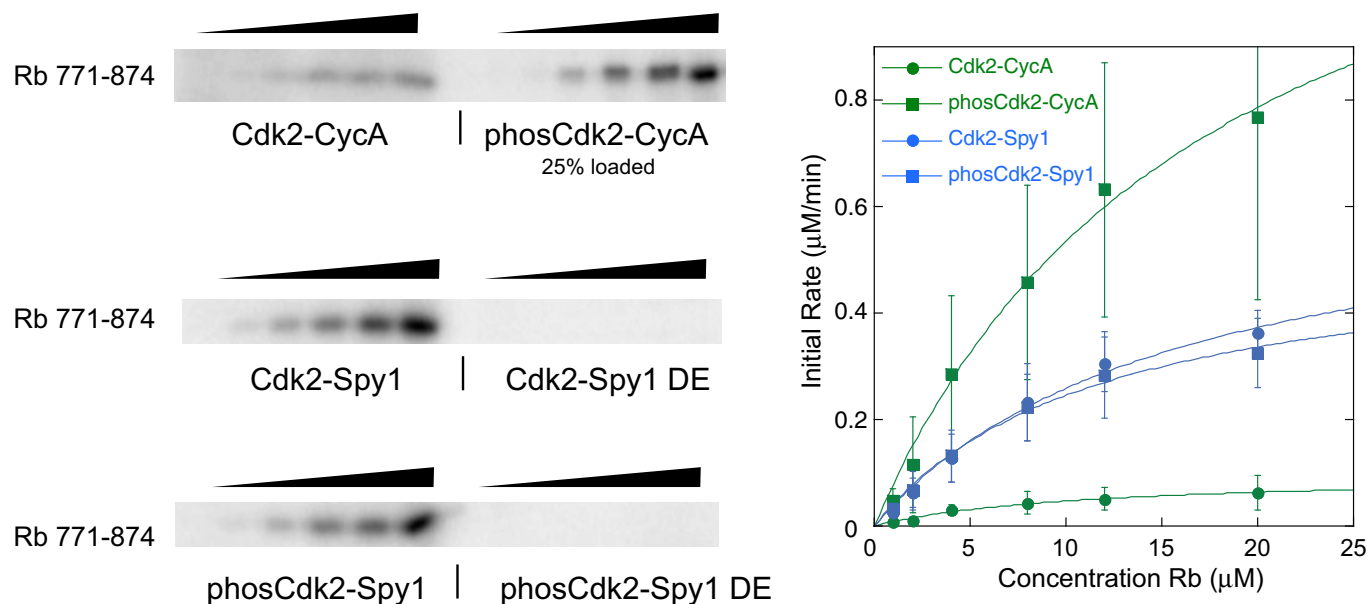 Rb 771-874
Cdk2-CycA | phosCdk2-CycA
25% loaded
Rb 771-874
Cdk2-Spy1 | Cdk2-Spy1 DE
Rb 771-874
phosCdk2-Spy1 | phosCdk2-Spy1 DE
Cdk2-CycA
phosCdk2-CycA
Cdk2-Spy1
phosCdk2-Spy1
Initial Rate (µM/min)
0.8
0.6
0.4
0.2
0
0 5 10 15 20 25
Concentration Rb (µM)